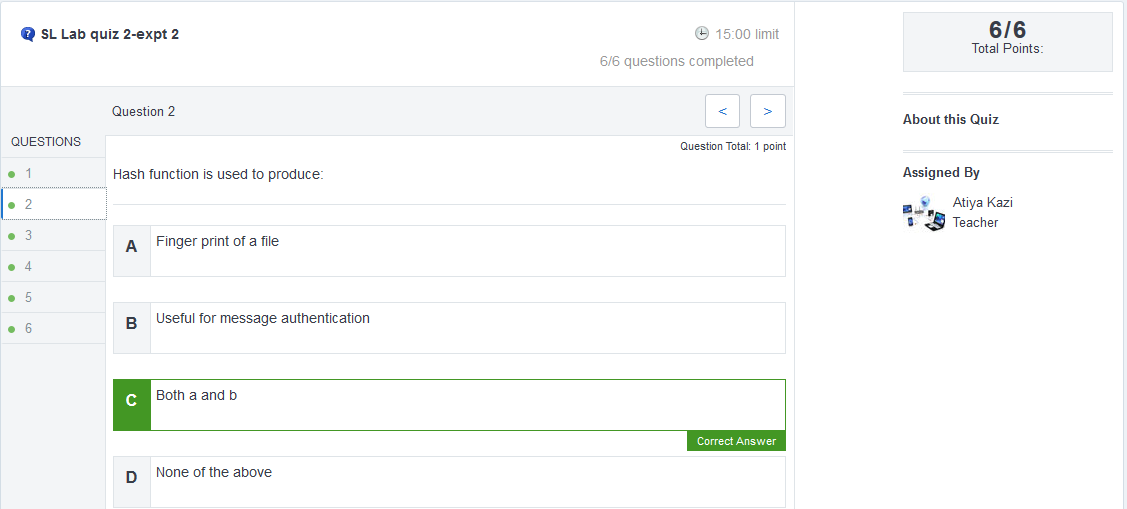 SL Lab quiz 2-expt 2
15:00 limit
6/6 questions completed
6/6
Total Points:
About this Quiz
Assigned By
Atiya Kazi
Teacher
Question 2
<
>
QUESTIONS
1
2
3
4
5
6
Question Total: 1 point
Hash function is used to produce:
A
Finger print of a file
B
Useful for message authentication
C
Both a and b
Correct Answer
D
None of the above